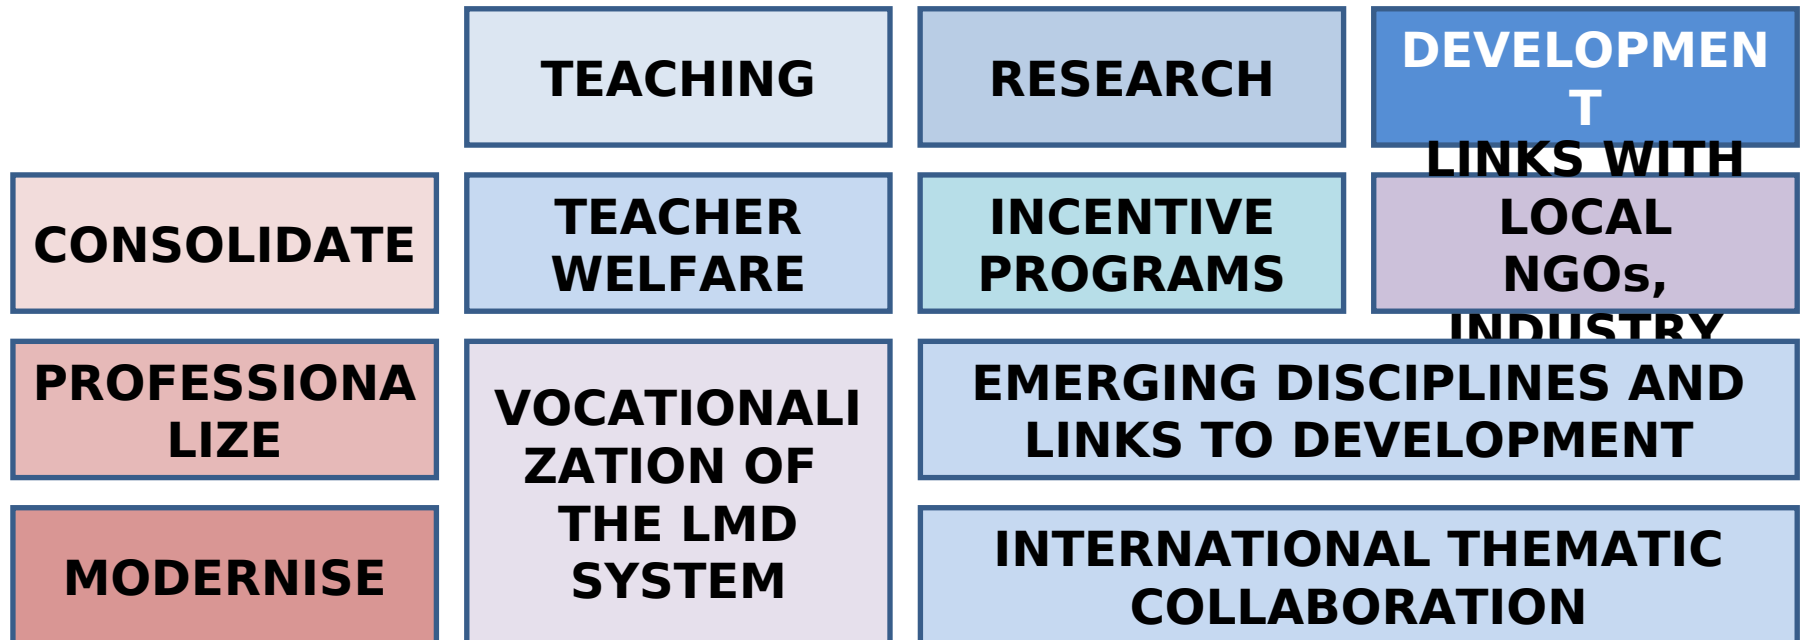 TEACHING
RESEARCH
DEVELOPMEN
T
CONSOLIDATE
TEACHER
WELFARE
INCENTIVE
PROGRAMS
LINKS WITH
LOCAL
NGOs,
INDUSTRY
PROFESSIONA
LIZE
VOCATIONALI
ZATION OF
THE LMD
SYSTEM
EMERGING DISCIPLINES AND
LINKS TO DEVELOPMENT
MODERNISE
INTERNATIONAL THEMATIC
COLLABORATION